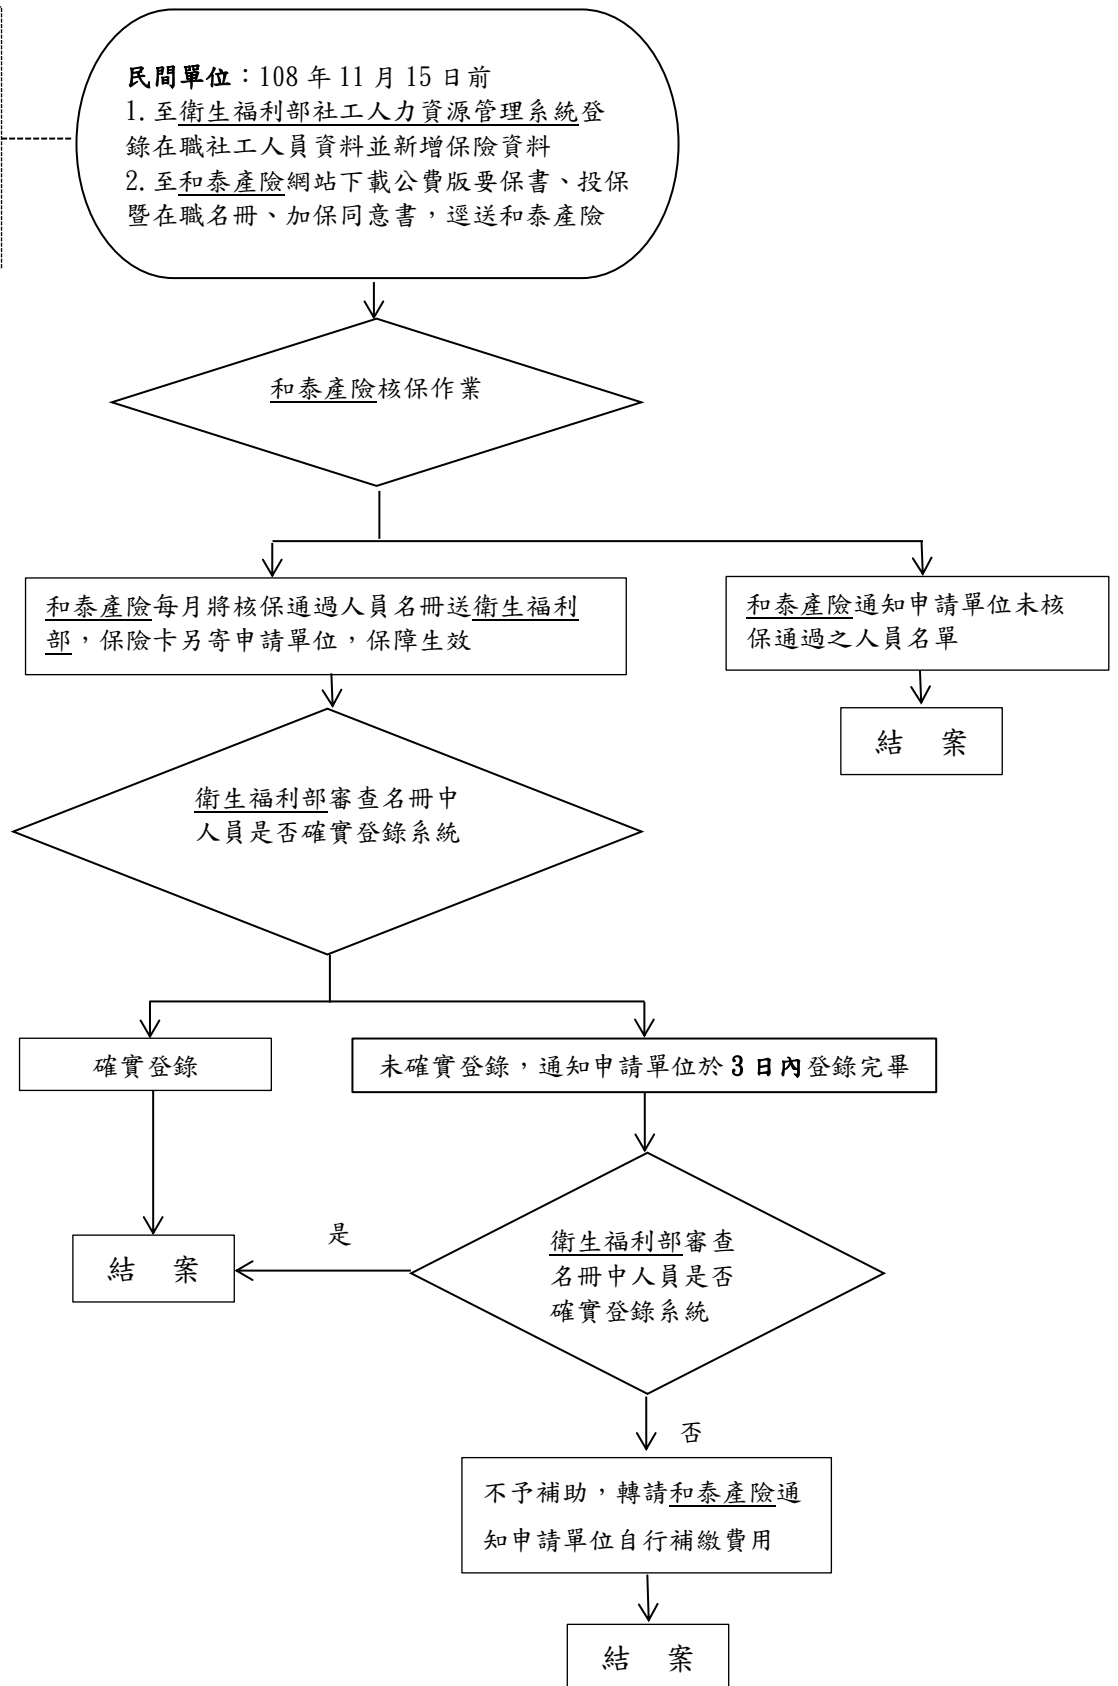 民間單位：108 年 11 月 15 日前
1. 至衛生福利部社工人力資源管理系統登
錄在職社工人員資料並新增保險資料
2. 至和泰產險網站下載公費版要保書、投保
暨在職名冊、加保同意書，逕送和泰產險
和泰產險核保作業
和泰產險每月將核保通過人員名冊送衛生福利
部，保險卡另寄申請單位，保障生效
和泰產險通知申請單位未核
保通過之人員名單
結 案
衛生福利部審查名冊中
人員是否確實登錄系統
確實登錄
未確實登錄，通知申請單位於 3 日內登錄完畢
是
結 案
衛生福利部審查
名冊中人員是否
確實登錄系統
否
不予補助，轉請和泰產險通
知申請單位自行補繳費用
結 案